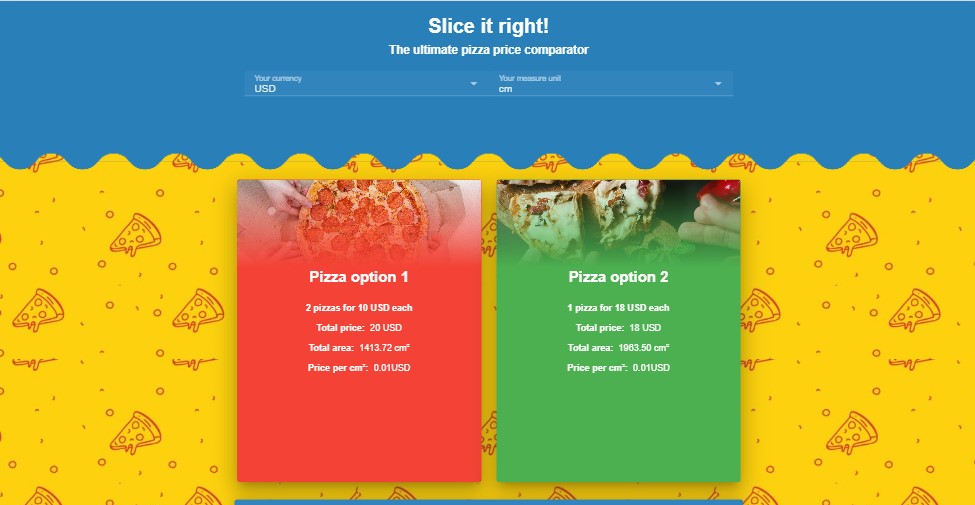 Slice it right!
The ultimate pizza price comparator
Your currency
USD
Your measure unit
cm
Pizza option 1
2 pizzas for 10 USD each
Total price: 20 USD
Total area: 1413.72 cm²
Price per cm²: 0.01USD
Pizza option 2
1 pizza for 18 USD each
Total price: 18 USD
Total area: 1963.50 cm²
Price per cm²: 0.01USD